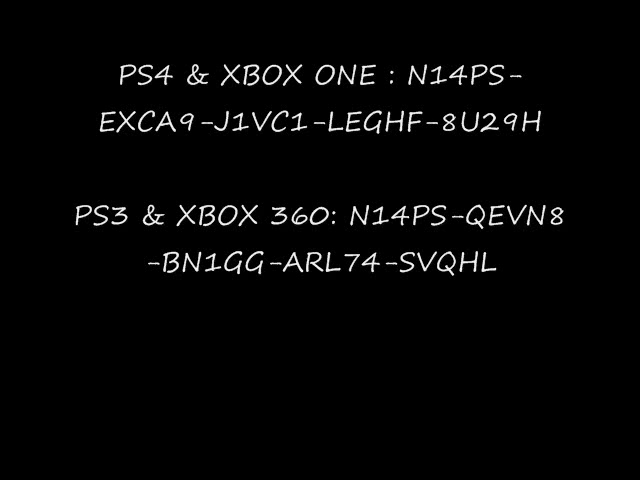 PS4 & XBOX ONE : N14PS-
EXCA9-J1VC1-LEGHF-8U29H
PS3 & XBOX 360: N14PS-QEVN8
-BN1GG-ARL74-SVQHL